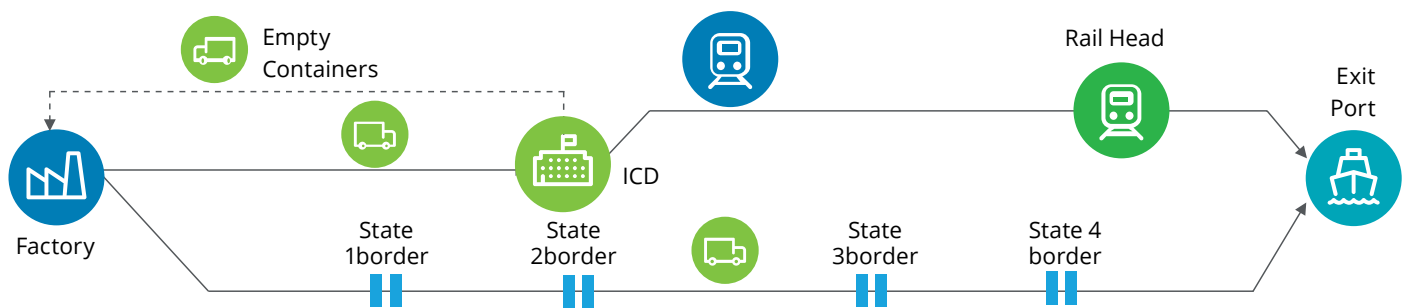 Empty
Containers
Rail Head
Exit
Port
ICD
Factory
State
1border
State
2border
State
3border
State 4
border